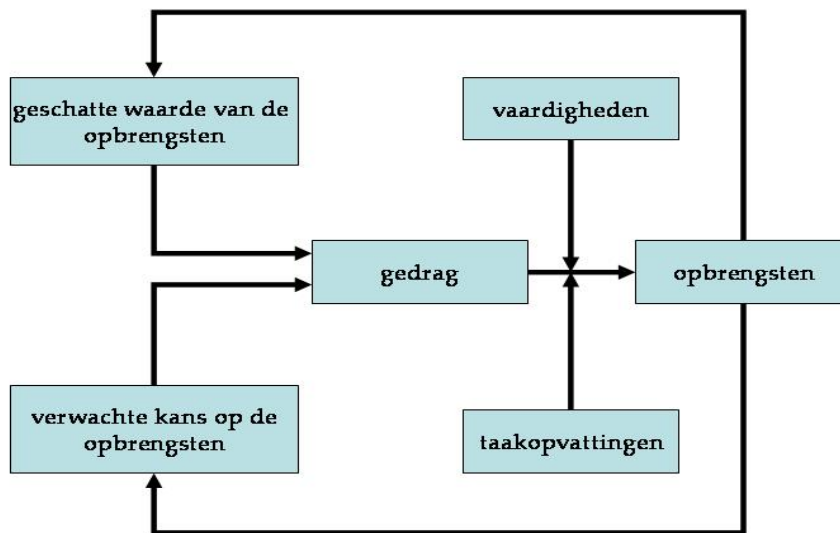 geschatte waarde van de
opbrengsten
vaardigheden
gedrag
opbrengsten
verwachte kans op de
opbrengsten
taakopvattingen